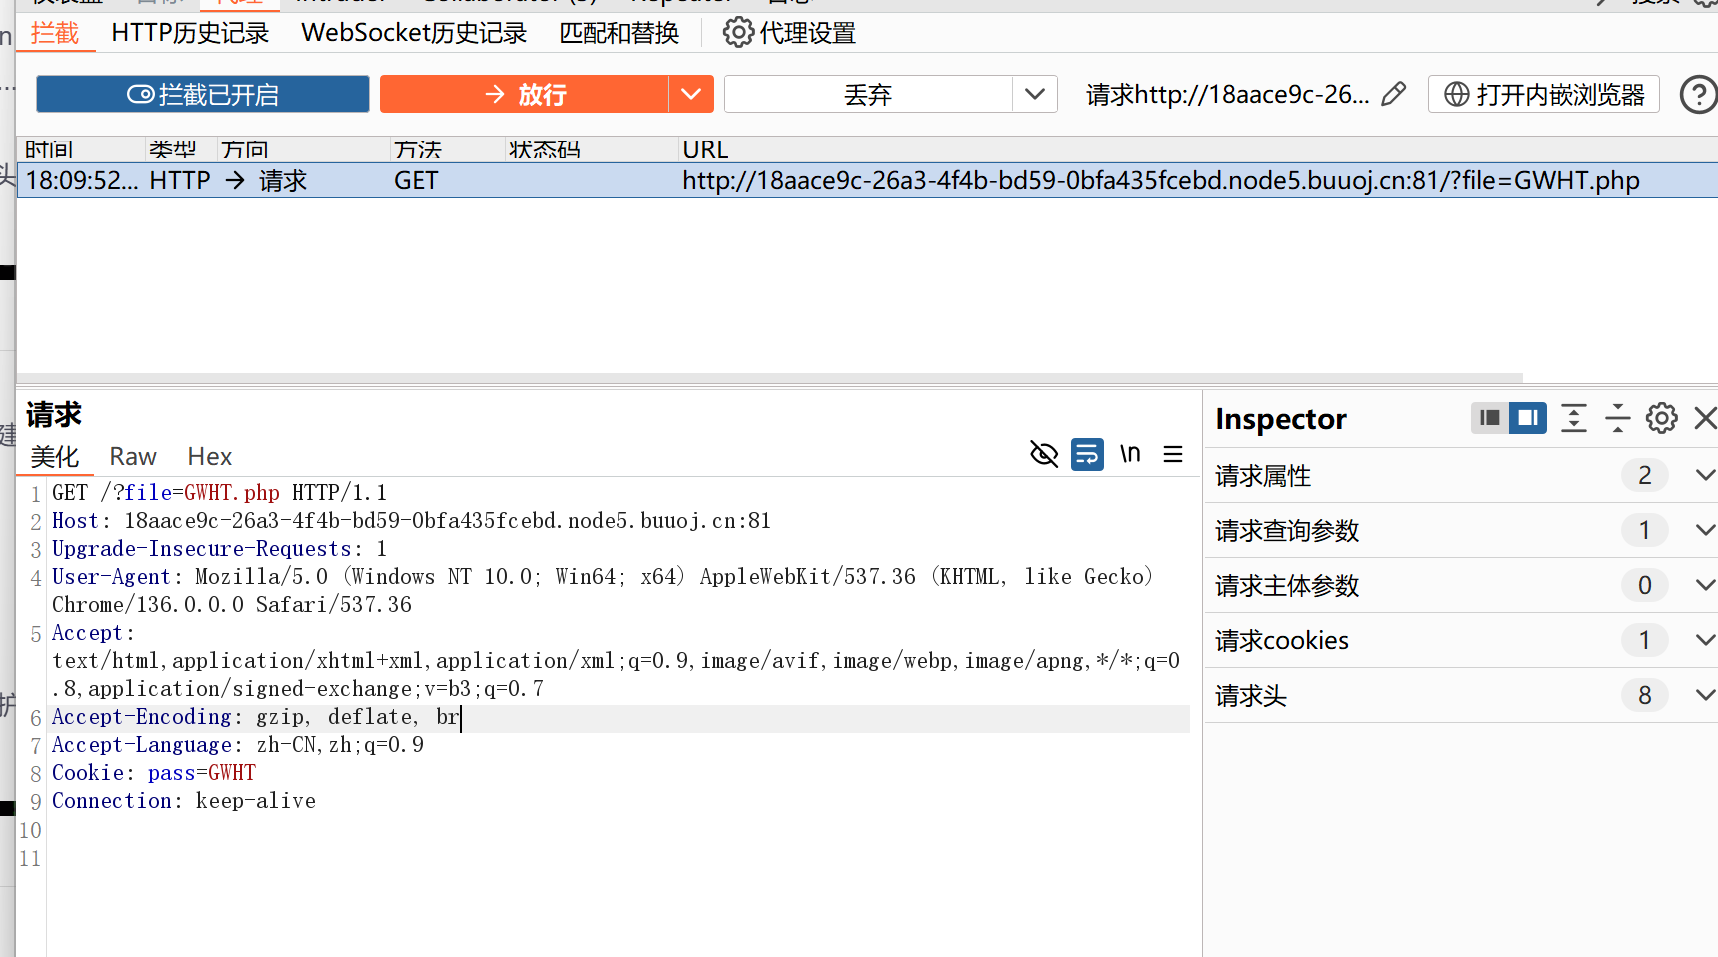 拦截 HTTP历史记录 WebSocket历史记录 匹配和替换 代理设置
拦截已开启 放行 丢弃 请求http://18aace9c-26... 打开内嵌浏览器
时间 类型 方向 方法 状态码 URL
18:09:52... HTTP → 请求 GET http://18aace9c-26a3-4f4b-bd59-0bfa435fcebd.node5.buuoj.cn:81/?file=GWHT.php
请求
美化 Raw Hex \n
1 GET /?file=GWHT.php HTTP/1.1
2 Host: 18aace9c-26a3-4f4b-bd59-0bfa435fcebd.node5.buuoj.cn:81
3 Upgrade-Insecure-Requests: 1
4 User-Agent: Mozilla/5.0 (Windows NT 10.0; Win64; x64) AppleWebKit/537.36 (KHTML, like Gecko)
Chrome/136.0.0.0 Safari/537.36
5 Accept:
text/html,application/xhtml+xml,application/xml;q=0.9,image/avif,image/webp,image/apng,*/*;q=0
.8,application/signed-exchange;v=b3;q=0.7
6 Accept-Encoding: gzip, deflate, br
7 Accept-Language: zh-CN,zh;q=0.9
8 Cookie: pass=GWHT
9 Connection: keep-alive
10
11
Inspector
请求属性 2
请求查询参数 1
请求主体参数 0
请求cookies 1
请求头 8